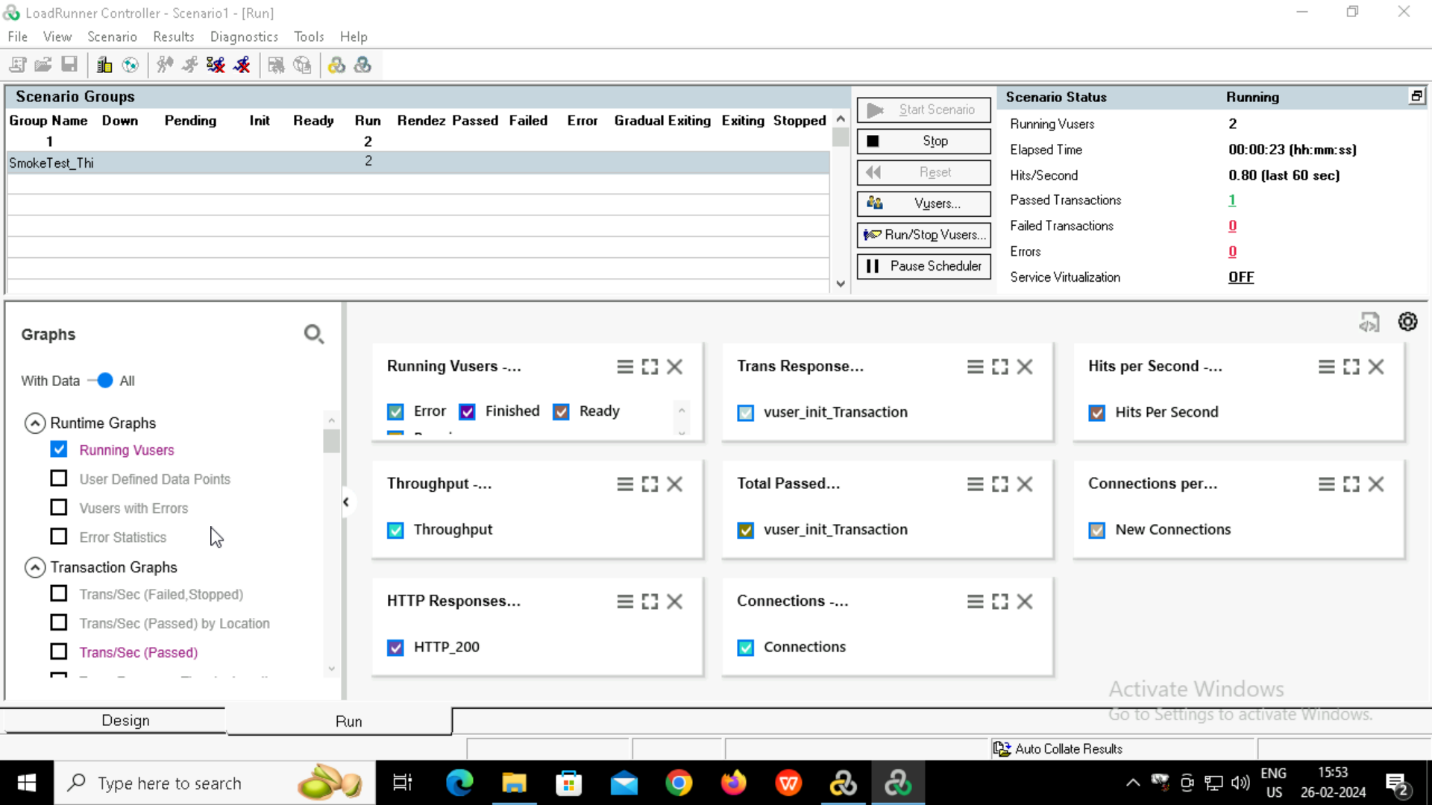 LoadRunner Controller - Scenario1 - [Run]
File View Scenario Results Diagnostics Tools Help
Scenario Groups
Group Name Down Pending Init Ready Run Rendez Passed Failed Error Gradual Exiting Exiting Stopped
1 2
SmokeTest_Thi 2
Start Scenario
Stop
Reset
Vusers...
Run/Stop Vusers...
Pause Scheduler
Scenario Status Running
Running Vusers 2
Elapsed Time 00:00:23 (hh:mm:ss)
Hits/Second 0.80 (last 60 sec)
Passed Transactions 1
Failed Transactions 0
Errors 0
Service Virtualization OFF
Graphs
With Data All
Runtime Graphs
Running Vusers
User Defined Data Points
Vusers with Errors
Error Statistics
Transaction Graphs
Trans/Sec (Failed,Stopped)
Trans/Sec (Passed) by Location
Trans/Sec (Passed)
Running Vusers -...
Error Finished Ready
Trans Response...
vuser_init_Transaction
Hits per Second -...
Hits Per Second
Throughput -...
Throughput
Total Passed...
vuser_init_Transaction
Connections per...
New Connections
HTTP Responses...
HTTP_200
Connections -...
Connections
Activate Windows
Go to Settings to activate Windows.
Design Run
Auto Collate Results
Type here to search
ENG
US
15:53
26-02-2024
2